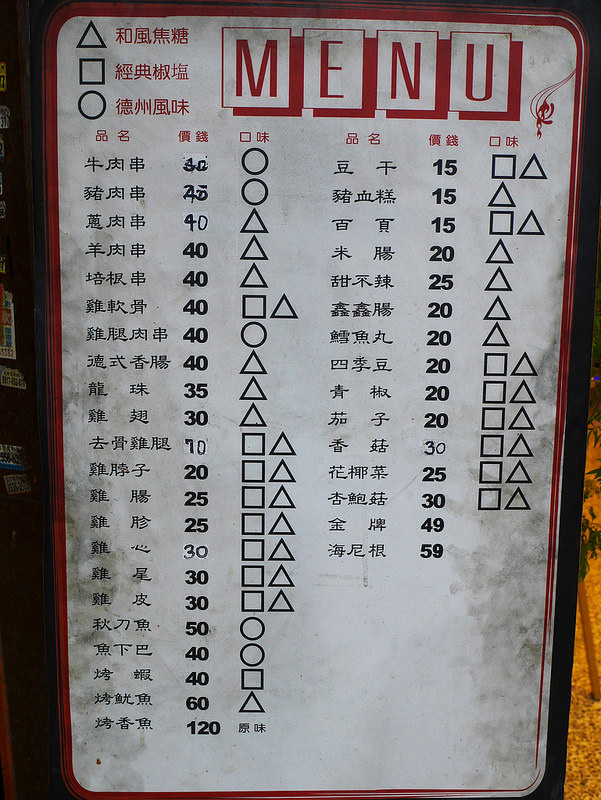 △ 和風焦糖
□ 經典椒塩
○ 德州風味
MENU
品名 價錢 口味
牛肉串 ○
豬肉串 ○
蔥肉串 40 △
羊肉串 40 △
培根串 40 △
雞軟骨 40 □△
雞腿肉串 40 ○
德式香腸 40 △
龍珠 35 △
雞翅 30 △
去骨雞腿 70 □△
雞脖子 20 □△
雞腸 25 □△
雞胗 25 □△
雞心 30 □△
雞屋 30 □△
雞皮 30 □△
秋刀魚 50 ○
魚下巴 40 ○
烤蝦 40 □
烤魷魚 60 △
烤香魚 120 原味
品名 價錢 口味
豆干 15 □△
豬血糕 15 △
百頁 15 □△
米腸 20 △
甜不辣 25 △
鑫鑫腸 20 △
鱈魚丸 20 △
四季豆 20 □△
青椒 20 □△
茄子 20 □△
香菇 30 □△
花椰菜 25 □△
杏鮑菇 30 □△
金牌 49
海尼根 59